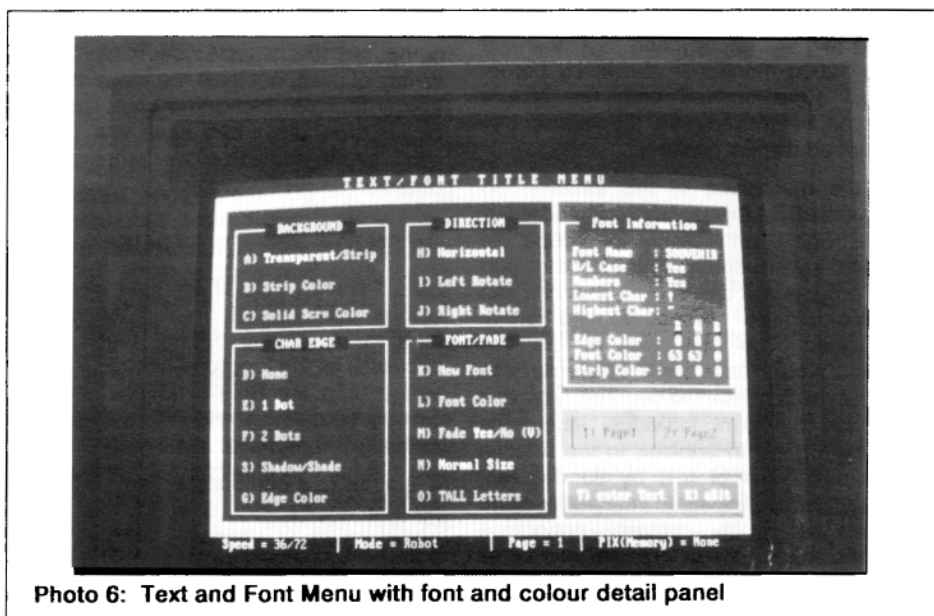 TEXT/FONT TITLE MENU
BACKGROUND
A) Transparent/Strip
B) Strip Color
C) Solid Scrn Color
DIRECTION
H) Horizontal
I) Left Rotate
J) Right Rotate
CHAR EDGE
D) None
E) 1 Dot
F) 2 Dots
S) Shadow/Shade
G) Edge Color
FONT/FADE
K) New Font
L) Font Color
M) Fade Yes/No (V)
N) Normal Size
O) TALL Letters
Font Information
Font Name : SOUVENIR
U/L Case : Yes
Numbers : Yes
Lowest Char : !
Highest Char: ~
R G B
Edge Color : 0 0 0
Font Color : 63 63 0
Strip Color : 0 0 0
1) Page1 2) Page2
T) enter Text X) eXit
Speed = 36/72 | Mode = Robot | Page = 1 | PIX(Memory) = None
Photo 6: Text and Font Menu with font and colour detail panel